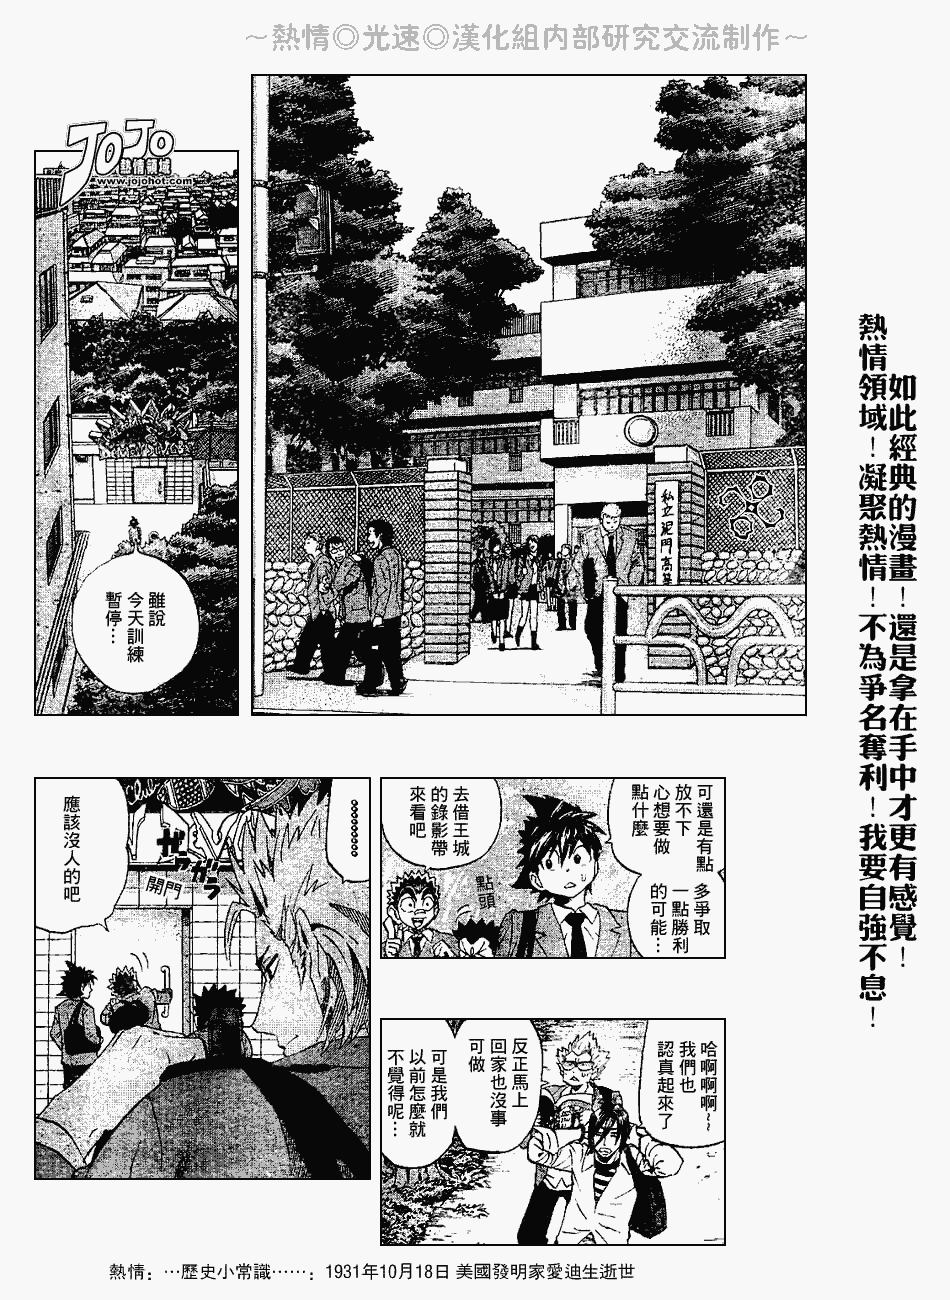 ～熱情◎光速◎漢化組内部研究交流制作～
JOJO
熱情領域
www.jojohot.com
私立泥門高等
雖説
今天訓練
暫停…
如此經典的漫畫！還是拿在手中才更有感覺！
熱情領域！凝聚熱情！不為爭名奪利！我要自強不息！
可還是有點
放不下
心想要做
點什麼
多爭取
一點勝利
的可能…
點頭
去借王城
的錄影帶
來看吧
哈啊啊啊~~
我們也
認真起來了
反正馬上
回家也沒事
可做
可是我們
以前怎麼就
不覺得呢…
…………
ガラ
ガラ
開門
應該沒人的吧
熱情：…歷史小常識……：1931年10月18日 美國發明家愛迪生逝世